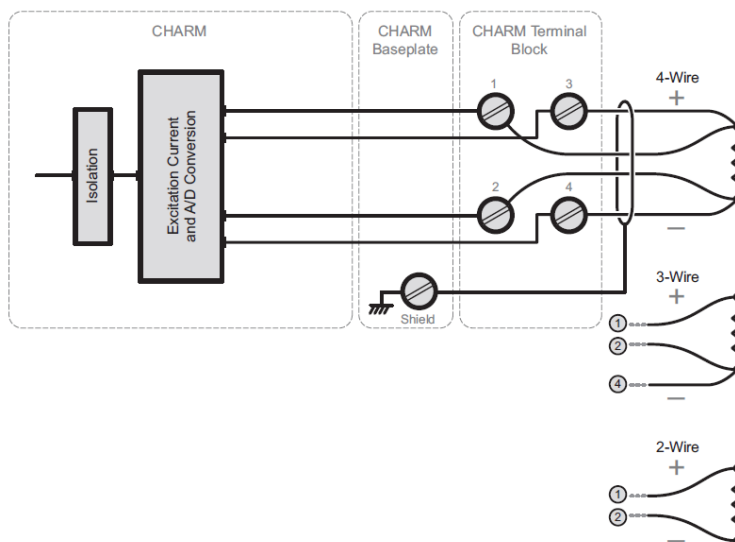 CHARM
CHARM
Baseplate
CHARM Terminal
Block
Isolation
Excitation Current
and A/D Conversion
1
3
2
4
Shield
4-Wire
+
—
3-Wire
+
1
2
4
—
2-Wire
+
1
2
—